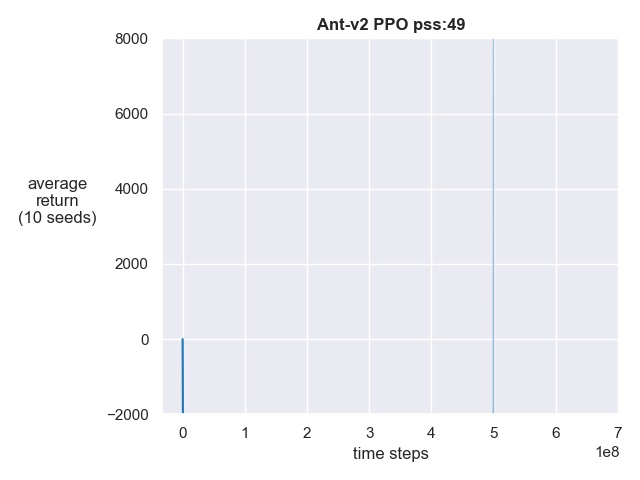 Ant-v2 PPO pss:49
8000
6000
4000
2000
0
−2000
average
return
(10 seeds)
0 1 2 3 4 5 6 7
1e8
time steps